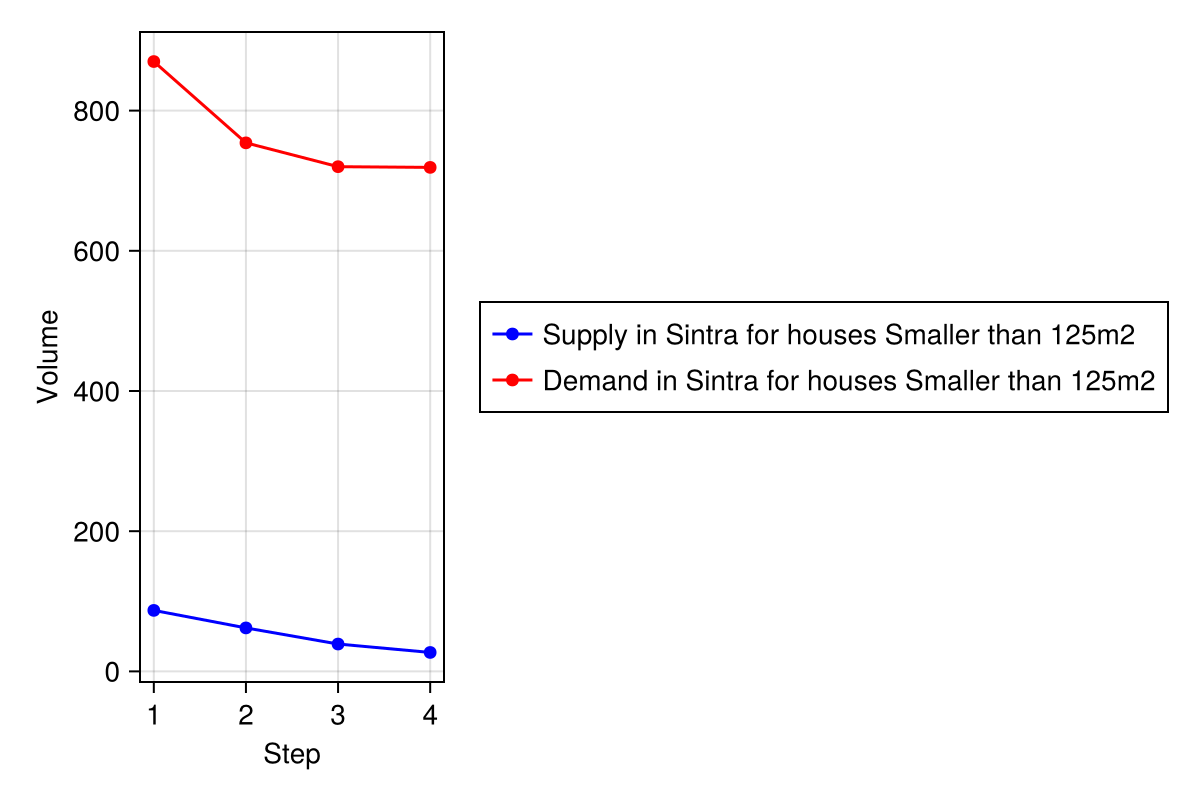 800
600
400
200
0
Volume
1 2 3 4
Step
Supply in Sintra for houses Smaller than 125m2
Demand in Sintra for houses Smaller than 125m2